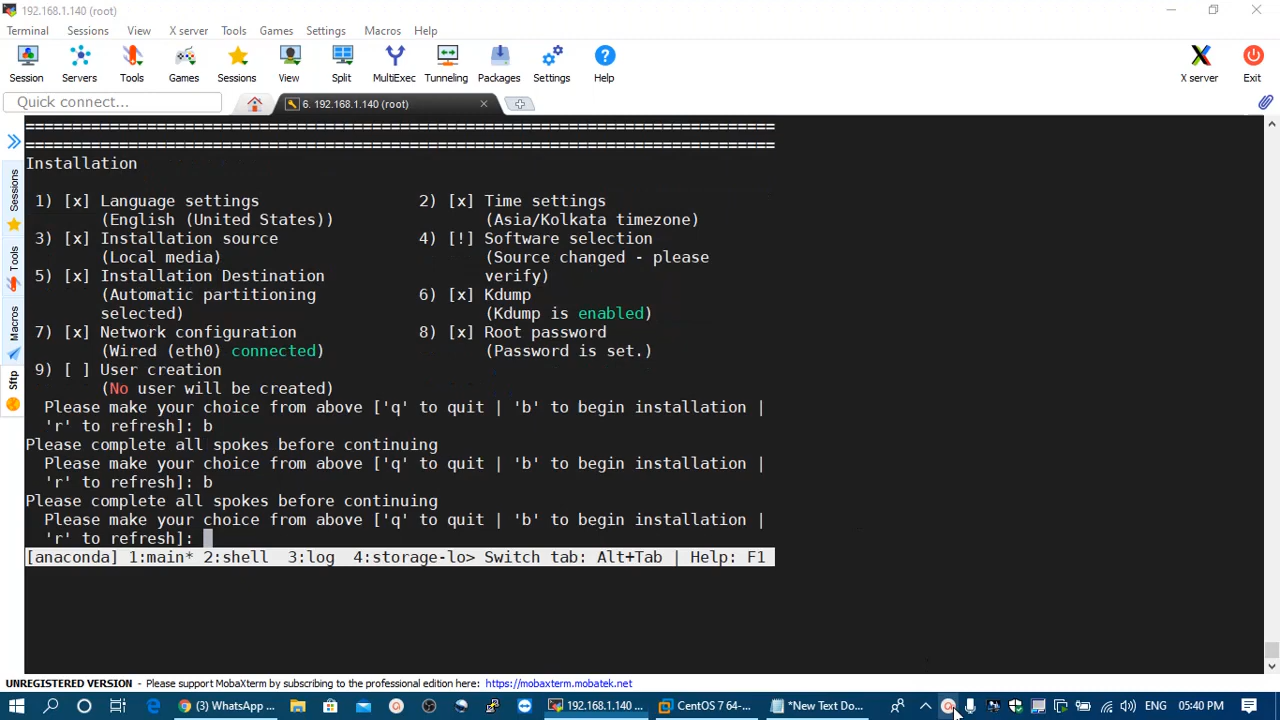 192.168.1.140 (root)
Terminal Sessions View X server Tools Games Settings Macros Help
Session Servers Tools Games Sessions View Split MultiExec Tunneling Packages Settings Help X server Exit
Quick connect... 6. 192.168.1.140 (root)
===============================================================================
===============================================================================
Installation
1) [x] Language settings 2) [x] Time settings
(English (United States)) (Asia/Kolkata timezone)
3) [x] Installation source 4) [!] Software selection
(Local media) (Source changed - please
5) [x] Installation Destination verify)
(Automatic partitioning 6) [x] Kdump
selected) (Kdump is enabled)
7) [x] Network configuration 8) [x] Root password
(Wired (eth0) connected) (Password is set.)
9) [ ] User creation
(No user will be created)
Please make your choice from above ['q' to quit | 'b' to begin installation |
'r' to refresh]: b
Please complete all spokes before continuing
Please make your choice from above ['q' to quit | 'b' to begin installation |
'r' to refresh]: b
Please complete all spokes before continuing
Please make your choice from above ['q' to quit | 'b' to begin installation |
'r' to refresh]:
[anaconda] 1:main* 2:shell 3:log 4:storage-lo> Switch tab: Alt+Tab | Help: F1
Sessions
Tools
Macros
Sftp
UNREGISTERED VERSION - Please support MobaXterm by subscribing to the professional edition here: https://mobaxterm.mobatek.net
(3) WhatsApp ... 192.168.1.140 ... CentOS 7 64-... *New Text Do... ENG 05:40 PM